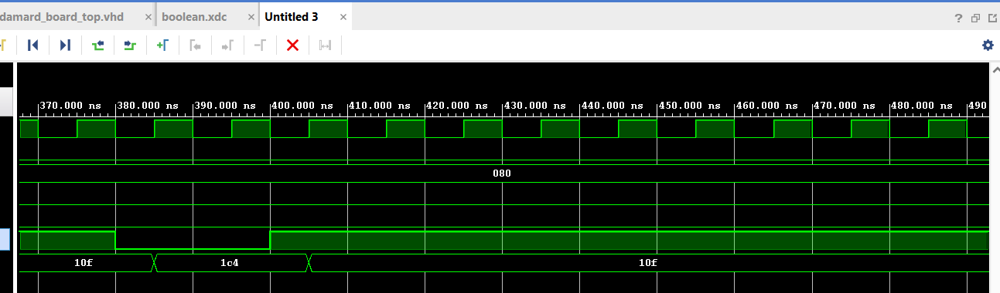 damard_board_top.vhd × boolean.xdc × Untitled 3 ×
?
370.000 ns 380.000 ns 390.000 ns 400.000 ns 410.000 ns 420.000 ns 430.000 ns 440.000 ns 450.000 ns 460.000 ns 470.000 ns 480.000 ns 490
080
10f 1c4 10f